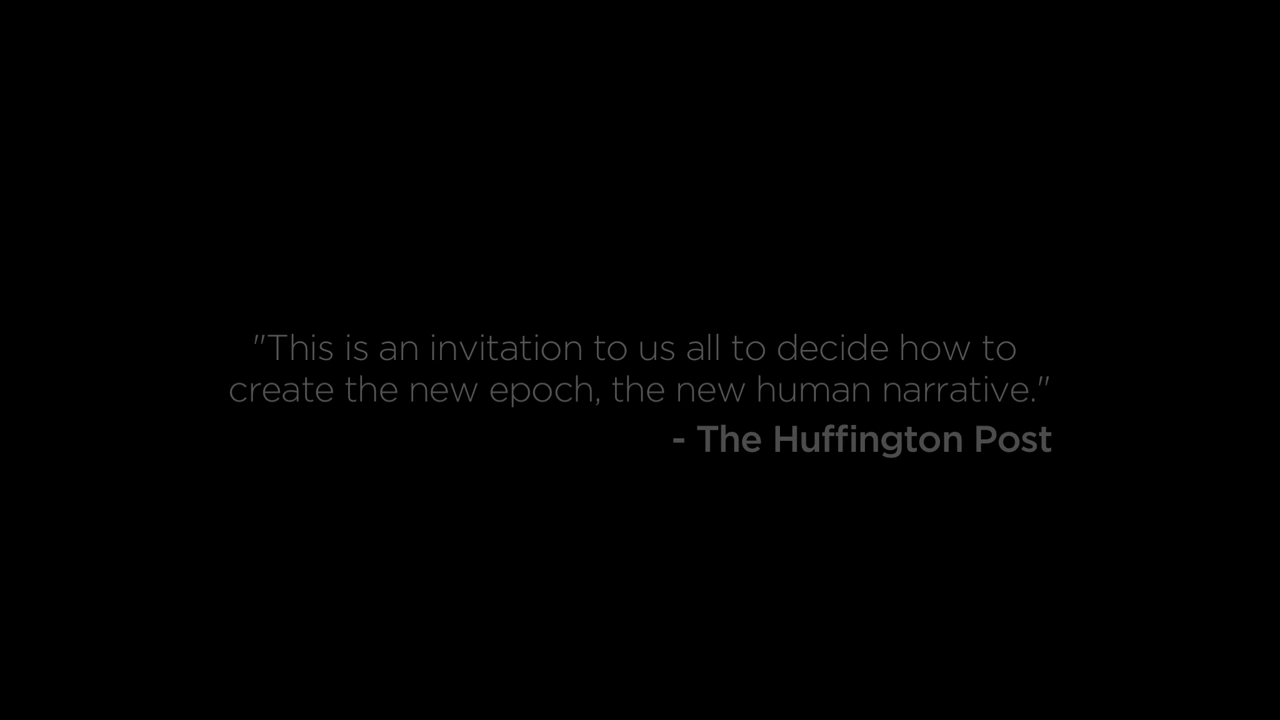 "This is an invitation to us all to decide how to
create the new epoch, the new human narrative."
- The Huffington Post